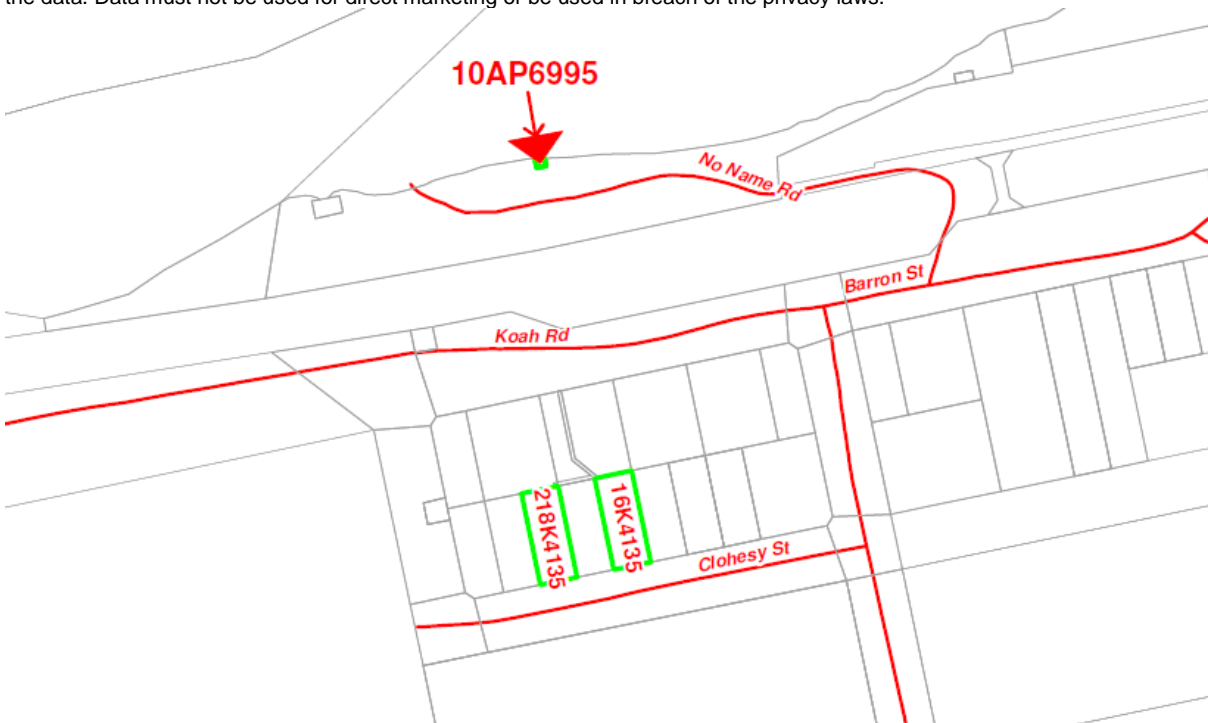 the data. Data must not be used for direct marketing or be used in breach of the privacy laws.
10AP6995
No Name Rd
Barron St
Koah Rd
218K4135
16K4135
Clohesy St